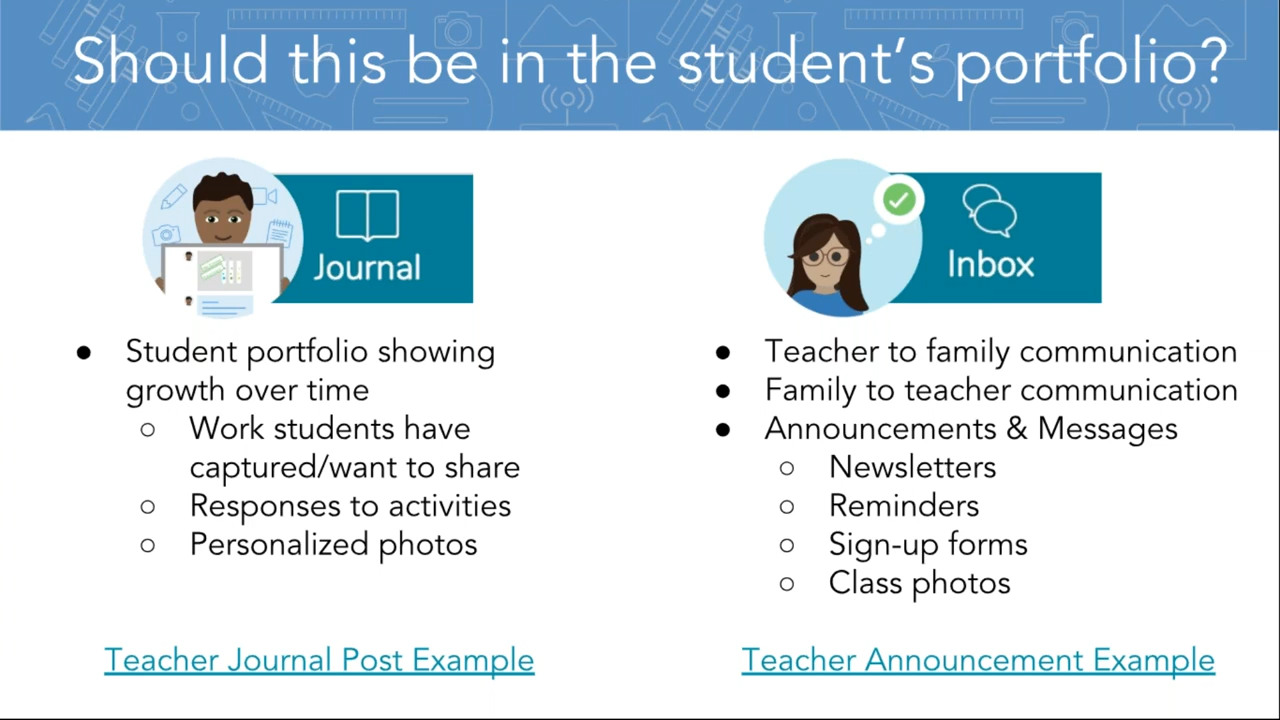 Should this be in the student's portfolio?
Journal
● Student portfolio showing
growth over time
○ Work students have
captured/want to share
○ Responses to activities
○ Personalized photos
Teacher Journal Post Example
Inbox
● Teacher to family communication
● Family to teacher communication
● Announcements & Messages
○ Newsletters
○ Reminders
○ Sign-up forms
○ Class photos
Teacher Announcement Example